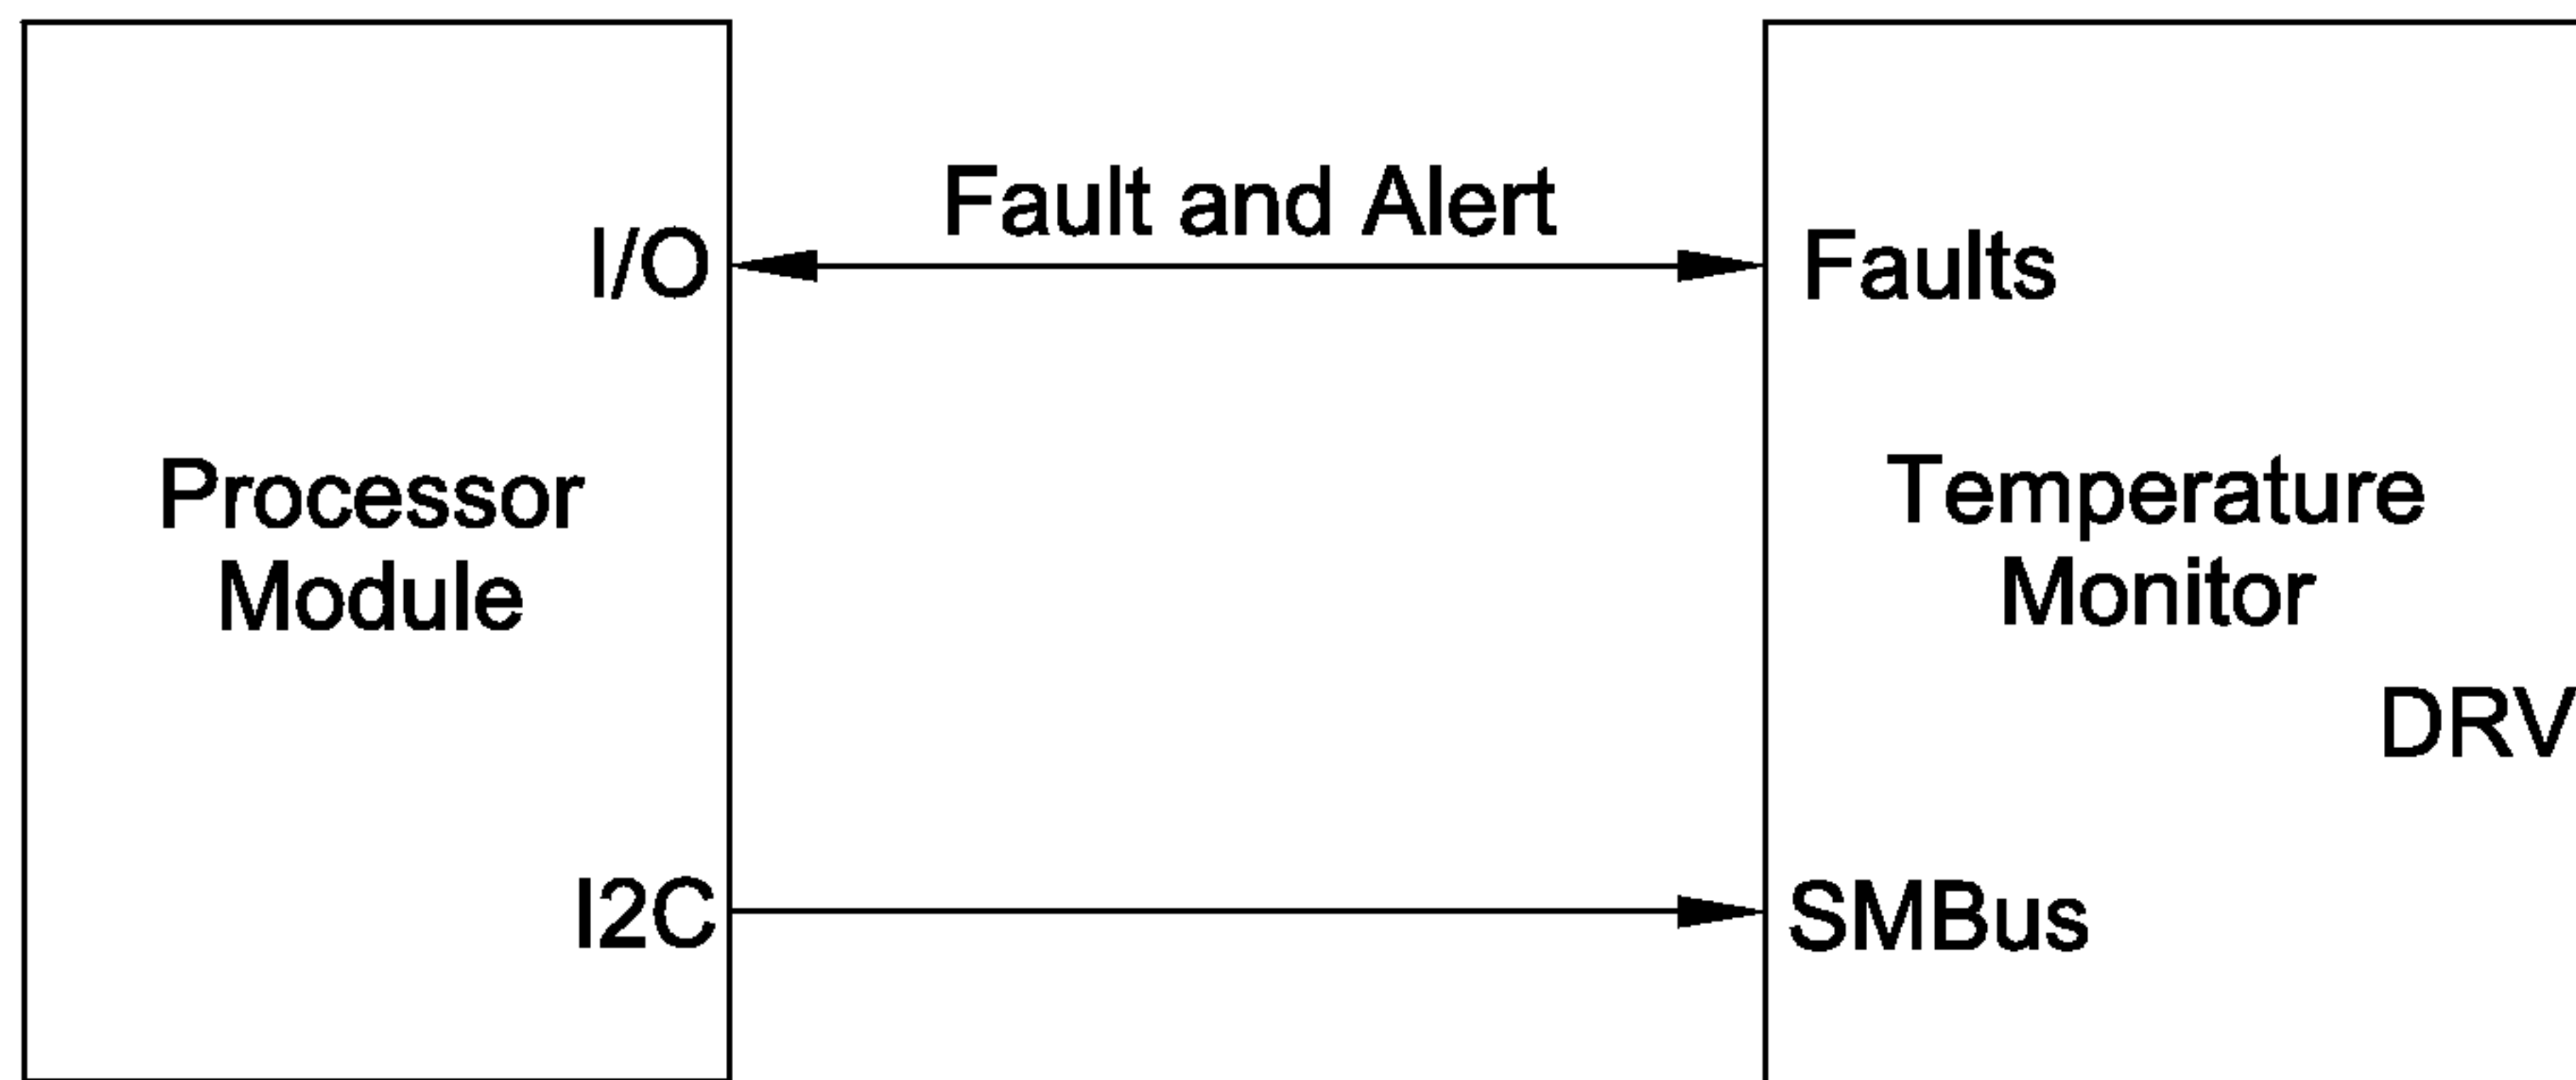 Fault and Alert
I/O
Faults
Processor
Module
Temperature
Monitor
DRV
I2C
SMBus